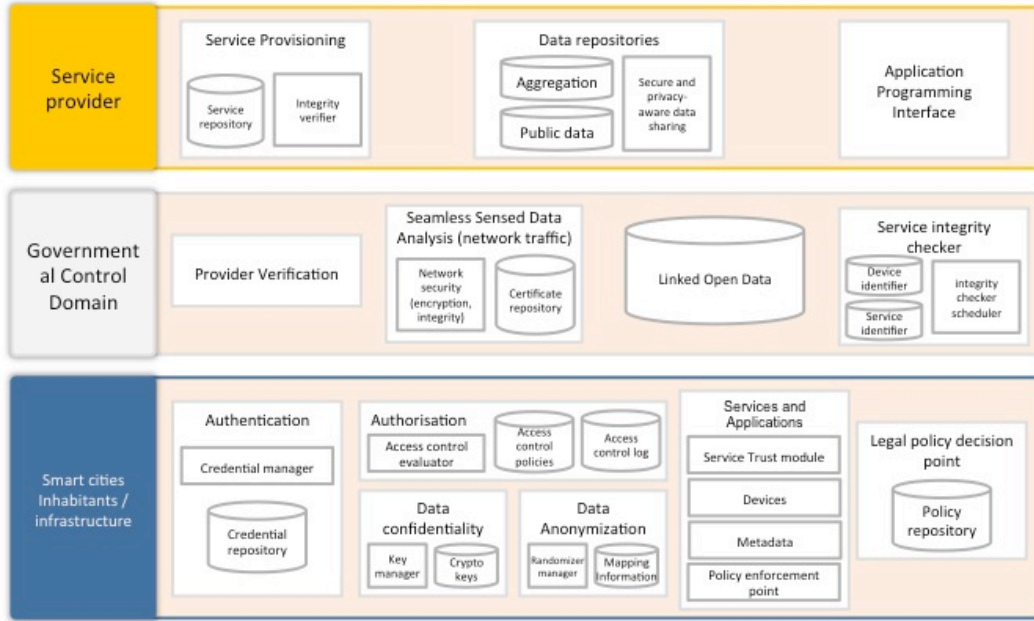 Service
provider
Service Provisioning
Service
repository
Integrity
verifier
Data repositories
Aggregation
Public data
Secure and
privacy-
aware data
sharing
Application
Programming
Interface
Government
al Control
Domain
Provider Verification
Seamless Sensed Data
Analysis (network traffic)
Network
security
(encryption,
integrity)
Certificate
repository
Linked Open Data
Service integrity
checker
Device
identifier
Service
identifier
integrity
checker
scheduler
Smart cities
Inhabitants /
infrastructure
Authentication
Credential manager
Credential
repository
Authorisation
Access control
evaluator
Access
control
policies
Access
control log
Data
confidentiality
Key
manager
Crypto
keys
Data
Anonymization
Randomizer
manager
Mapping
Information
Services and
Applications
Service Trust module
Devices
Metadata
Policy enforcement
point
Legal policy decision
point
Policy
repository